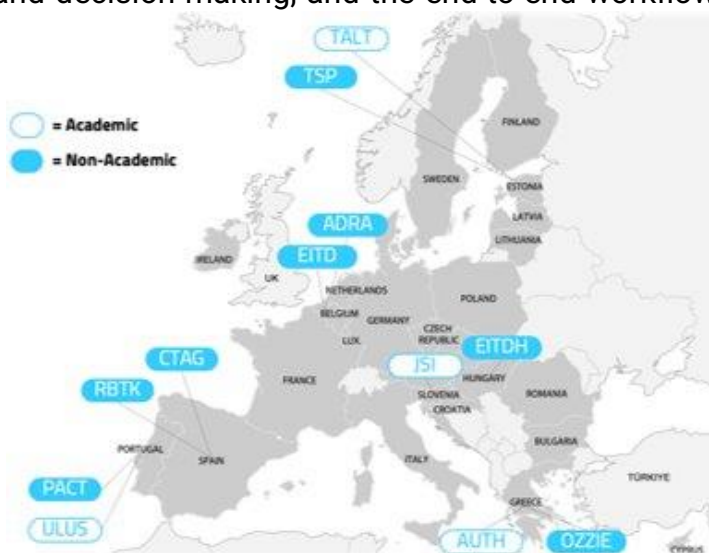 and decision making, and the end to end workflow
TALT
TSP
= Academic
= Non-Academic
FINLAND
SWEDEN
ESTONIA
LATVIA
LITHUANIA
ADRA
EITD
IRELAND
UK
NETHERLANDS
BELGIUM
GERMANY
POLAND
LUX.
CZECH
REPUBLIC
EITDH
CTAG
JSI
RBTK
FRANCE
HUNGARY
SLOVENIA
CROATIA
ROMANIA
BULGARIA
PORTUGAL
SPAIN
ITALY
TÜRKIYE
PACT
GREECE
ULUS
AUTH
OZZIE
CYPRUS